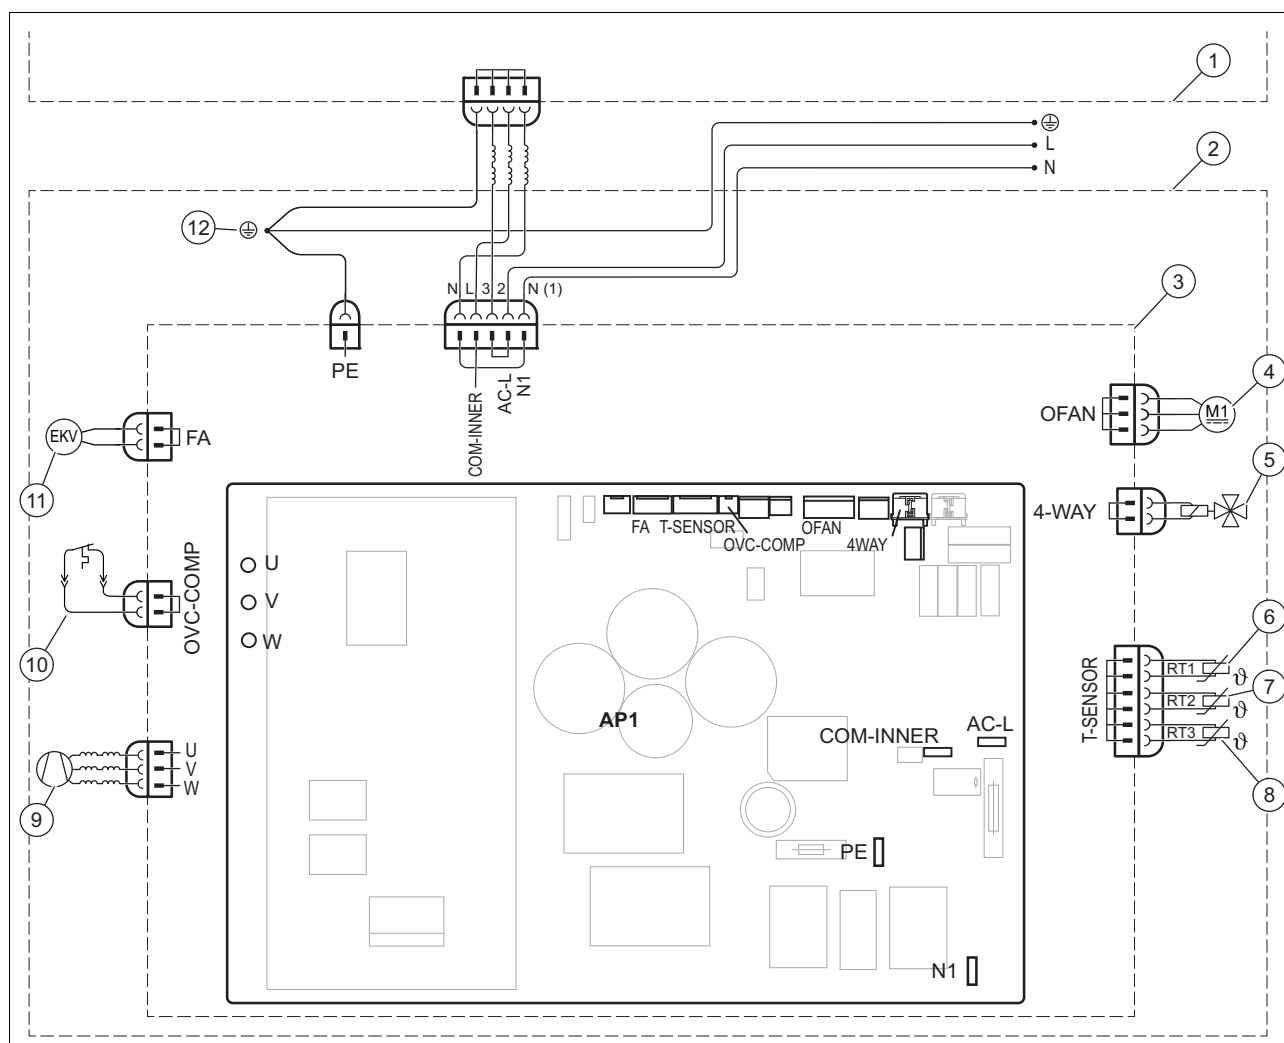 1
L
N
2
12
N L 3 2 N (1)
3
PE
COM-INNER
AC-L
N1
4
OFAN
M1
EKV
FA
11
5
4-WAY
FA T-SENSOR
OVC-COMP
OFAN
4WAY
U
V
W
OVC-COMP
10
6
T-SENSOR
RT1
ϑ
7
RT2
ϑ
RT3
ϑ
8
AP1
COM-INNER
AC-L
U
V
W
9
PE
N1